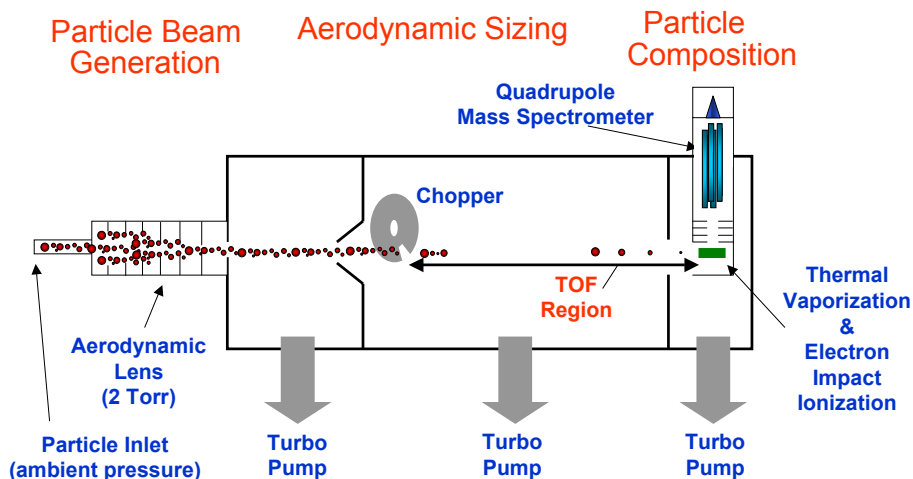 Particle Beam
Generation
Aerodynamic Sizing
Particle
Composition
Quadrupole
Mass Spectrometer
Chopper
TOF
Region
Thermal
Vaporization
&
Electron
Impact
Ionization
Aerodynamic
Lens
(2 Torr)
Particle Inlet
(ambient pressure)
Turbo
Pump
Turbo
Pump
Turbo
Pump